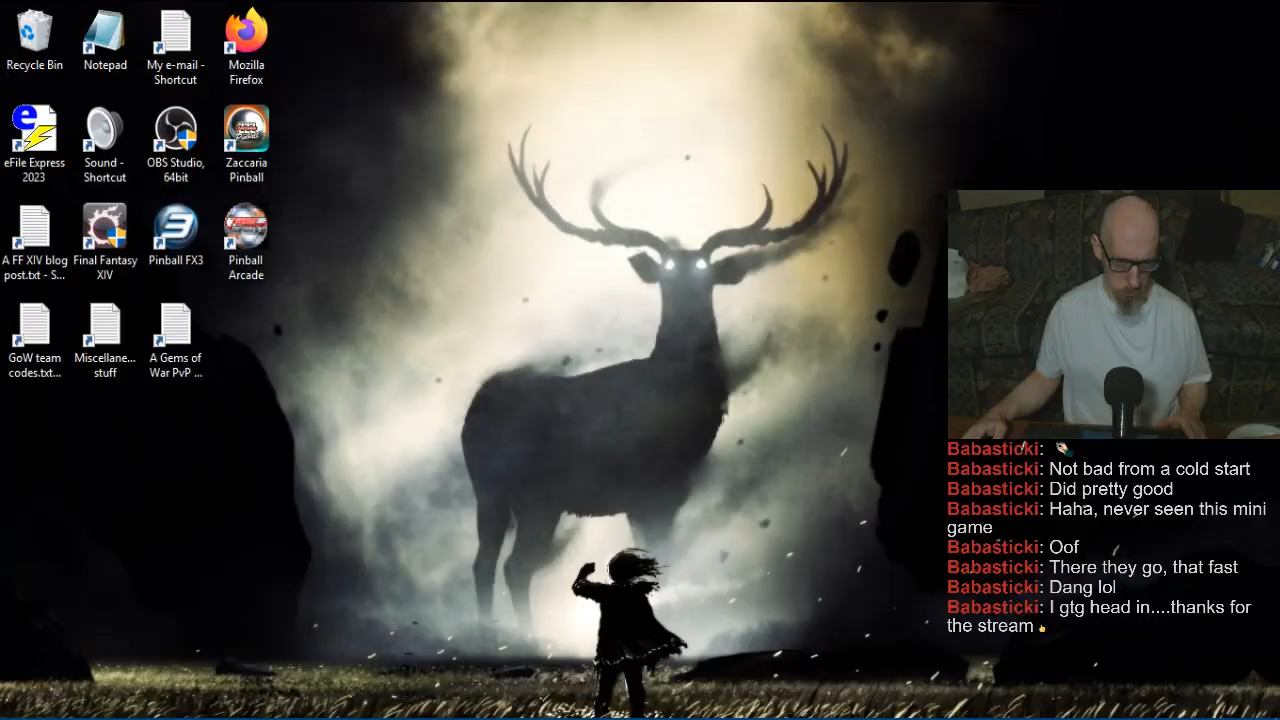 Recycle Bin
Notepad
My e-mail -
Shortcut
Mozilla
Firefox
eFile Express
2023
Sound -
Shortcut
OBS Studio,
64bit
Zaccaria
Pinball
A FF XIV blog
post.txt - S...
Final Fantasy
XIV
Pinball FX3
Pinball
Arcade
GoW team
codes.txt...
Miscellane...
stuff
A Gems of
War PvP ...
Babasticki:
Babasticki: Not bad from a cold start
Babasticki: Did pretty good
Babasticki: Haha, never seen this mini
game
Babasticki: Oof
Babasticki: There they go, that fast
Babasticki: Dang lol
Babasticki: I gtg head in....thanks for
the stream